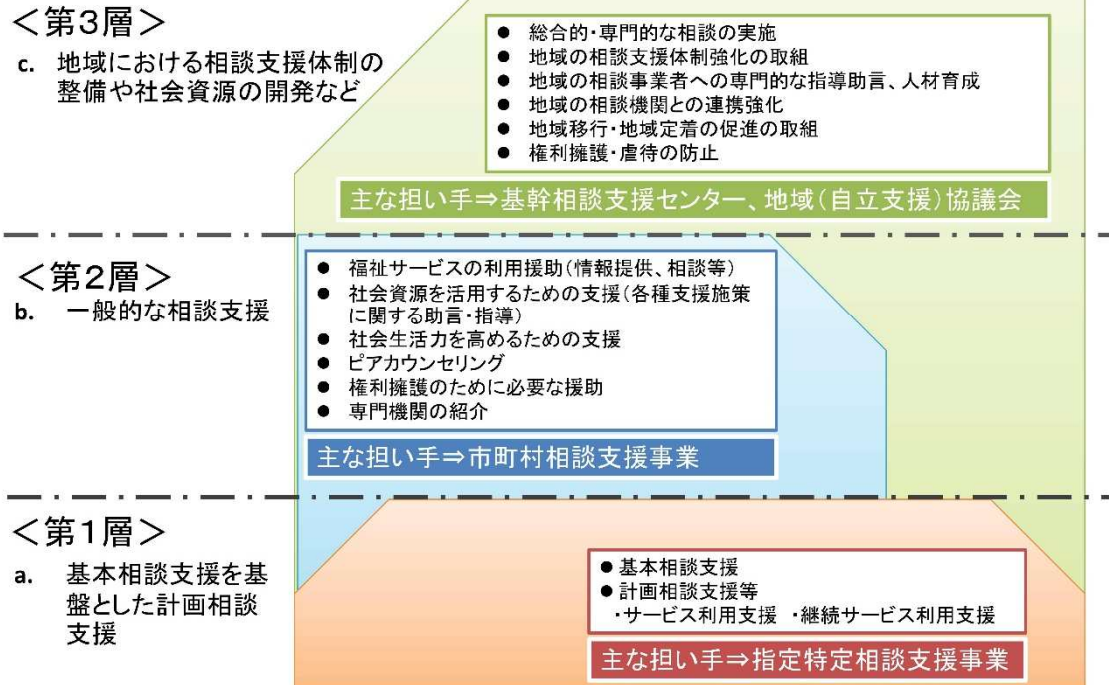 ＜第３層＞
c. 地域における相談支援体制の
整備や社会資源の開発など
● 総合的・専門的な相談の実施
● 地域の相談支援体制強化の取組
● 地域の相談事業者への専門的な指導助言、人材育成
● 地域の相談機関との連携強化
● 地域移行・地域定着の促進の取組
● 権利擁護・虐待の防止
主な担い手⇒基幹相談支援センター、地域（自立支援）協議会
＜第２層＞
b. 一般的な相談支援
● 福祉サービスの利用援助（情報提供、相談等）
● 社会資源を活用するための支援（各種支援施策
に関する助言・指導）
● 社会生活力を高めるための支援
● ピアカウンセリング
● 権利擁護のために必要な援助
● 専門機関の紹介
主な担い手⇒市町村相談支援事業
＜第１層＞
a. 基本相談支援を基
盤とした計画相談
支援
● 基本相談支援
● 計画相談支援等
・サービス利用支援 ・継続サービス利用支援
主な担い手⇒指定特定相談支援事業